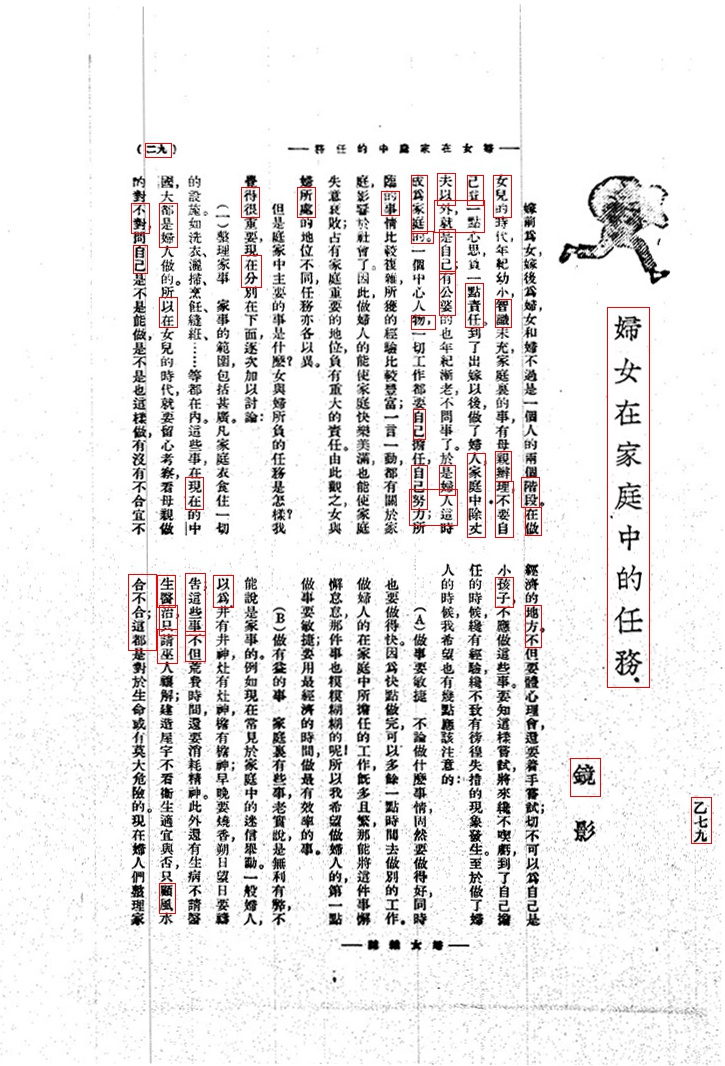 婦女在家庭中的任務
（二九）
婦女在家庭中的任務
鏡影
乙七九
嫁前爲女，嫁後爲婦，女和婦不過是一個人的兩個階段。在做
女兒的時代，年紀幼小，智識未充，家庭裏的事，有母親辦理，不要自
己費一點心思，負一點責任。到了出嫁以後，做了婦人，家庭中，除丈
夫以外，就是自己；有公婆的，也年紀漸老，不問事了。於是婦人這時，
或爲家庭的。一個中心人物，一切工作都要自己擔任，自己努力；所
臨的事情比較複雜，所獲的經驗比較豐富；一言一動，都有關於家
庭，影響於社會了。因此做婦人的能使家庭快樂美滿，也能使家庭
失意衰敗；占有家庭重要的地位，負有重大的責任。由此觀之，女與
婦所處的地位不同，任務亦各以異。
但是庭家中主要的事是什麼？女與婦所負的任務是怎樣？我
覺得很重要，現在分別在下面，逐次加以討論：
（一）整理家事　家事的範圍，包括甚廣。凡家庭衣食住一切
的設施。如洗衣、灑掃、烹飪、縫紉……等都在內。這些事在現在的中
國，大都是婦人做的。所以在女兒的時代，就要留心考察，看母親做
的對不對，問自己是不是能做，是不是也這樣做，有沒有不合宜不
經濟的地方。不但要體心理會，還要着手嘗試；切不可以爲自己是
小孩子，不應做這些事。要知道這樣嘗試，將來纔不喫虧，到了自己擔
任的時候，纔有經驗，纔不致有徬徨失措的現象發生。至於做了婦
人的時候，我希望也有幾點應該注意的：
（A）做事要敏捷　不論做什麼事情，固然要做得好，同時
也要做得快。因爲快點做完，可以多餘一點時間，去做別的工作。
做婦人的，在家庭中所擔任的工作，既多且繁，那能將這件事懈
懈怠怠，那件事也模模糊糊的呢！所以我希望做婦人的，第一點
做事要敏捷，要用最經濟的時間，做最有效率的事。
（B）做有益的事　家庭裏有些事，老實說，是無利有弊，不
能說是家事的。例如現在常見於家庭中的迷信舉動。一般婦人，
以爲井有井神，灶有灶神，檐有檐神，早晚要燒香，朔日望日要禱
告；這些事不但荒費時間，還要消耗精神。此外還有生病不請醫
生醫治，只請巫人禳解，建造屋宇，不看衞生適宜與否，只顧風水
合不合；這都是對於生命或有莫大危險的。現在婦人們整理家
婦女雜誌